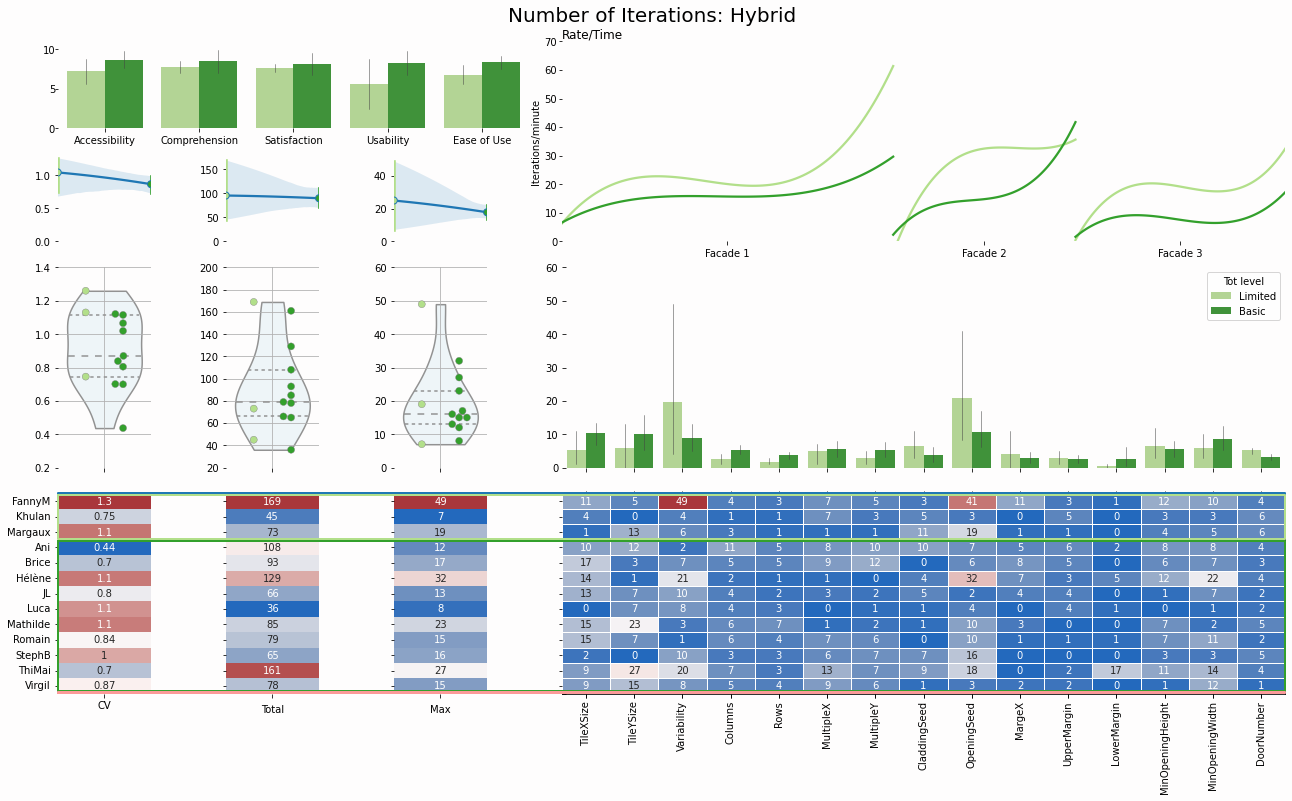 Number of Iterations: Hybrid
10
5
0
Accessibility Comprehension Satisfaction Usability Ease of Use
Rate/Time
Iterations/minute
70
60
50
40
30
20
10
0
Facade 1 Facade 2 Facade 3
1.0
0.5
0.0
150
100
50
0
40
20
0
1.4
1.2
1.0
0.8
0.6
0.4
0.2
200
180
160
140
120
100
80
60
40
20
60
50
40
30
20
10
0
60
50
40
30
20
10
0
Tot level
Limited
Basic
FannyM 1.3 169 49 11 5 49 4 3 7 5 3 41 11 3 1 12 10 4
Khulan 0.75 45 7 4 0 4 1 1 7 3 5 3 0 5 0 3 3 6
Margaux 1.1 73 19 1 13 6 3 1 1 1 11 19 1 1 0 4 5 6
Ani 0.44 108 12 10 12 2 11 5 8 10 10 7 5 6 2 8 8 4
Brice 0.7 93 17 17 3 7 5 5 9 12 0 6 8 5 0 6 7 3
Hélène 1.1 129 32 14 1 21 2 1 1 0 4 32 7 3 5 12 22 4
JL 0.8 66 13 13 7 10 4 2 3 2 5 2 4 4 0 1 7 2
Luca 1.1 36 8 0 7 8 4 3 0 1 1 4 0 4 1 0 1 2
Mathilde 1.1 85 23 15 23 3 6 7 1 2 1 10 3 0 0 7 2 5
Romain 0.84 79 15 15 7 1 6 4 7 6 0 10 1 1 1 7 11 2
StephB 1 65 16 2 0 10 3 3 6 7 7 16 0 0 0 3 3 5
ThiMai 0.7 161 27 9 27 20 7 3 13 7 9 18 0 2 17 11 14 4
Virgil 0.87 78 15 9 15 8 5 4 9 6 1 3 2 2 0 1 12 1
CV Total Max
TileXSize TileYSize Variability Columns Rows MultipleX MultipleY CladdingSeed OpeningSeed MargeX UpperMargin LowerMargin MinOpeningHeight MinOpeningWidth DoorNumber